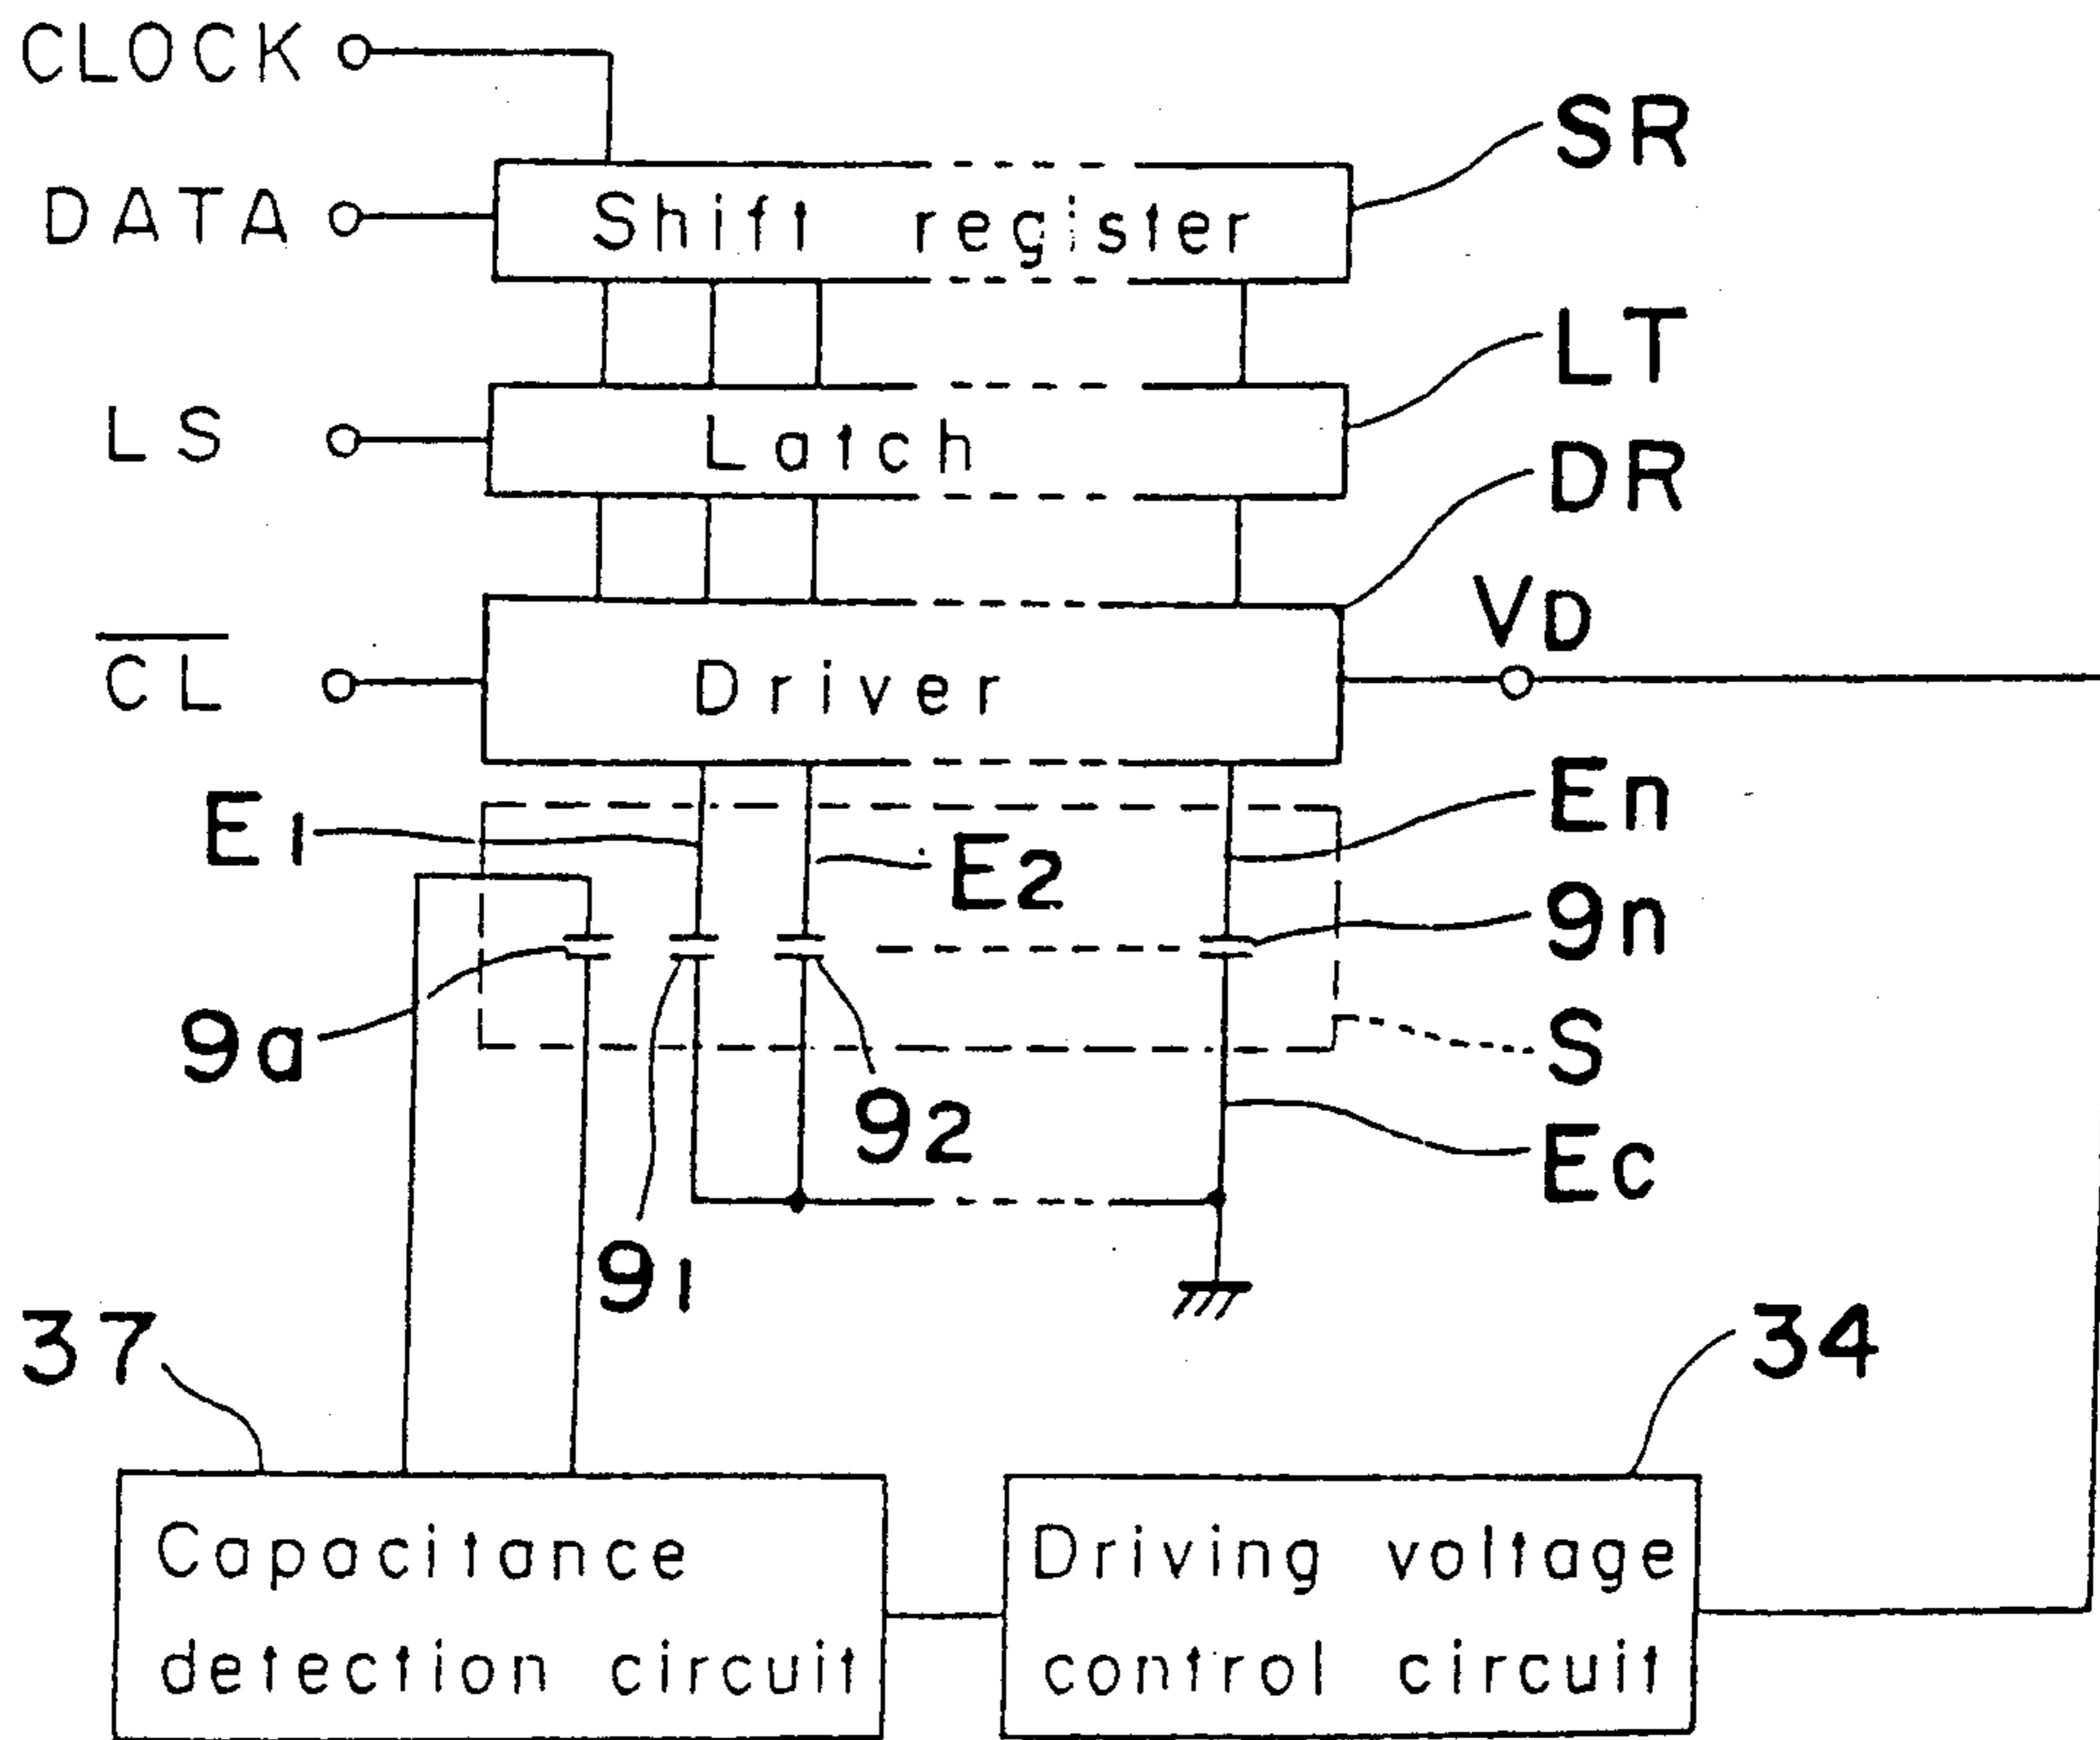 CLOCK
SR
DATA
Shift register
LT
LS
Latch
DR
VD
C̅L̅
Driver
E1
En
E2
9n
9a
S
92
Ec
91
37
34
Capacitance
detection circuit
Driving voltage
control circuit